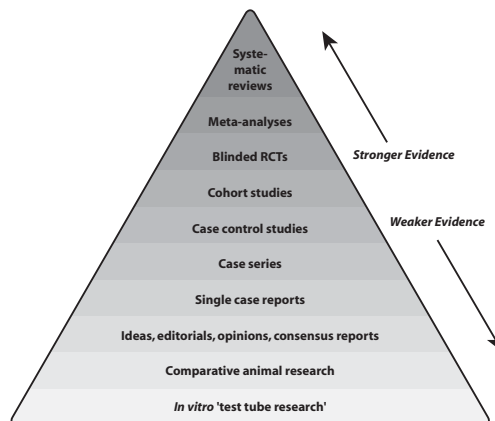 Syste-
matic
reviews
Meta-analyses
Blinded RCTs
Stronger Evidence
Cohort studies
Case control studies
Weaker Evidence
Case series
Single case reports
Ideas, editorials, opinions, consensus reports
Comparative animal research
In vitro 'test tube research'